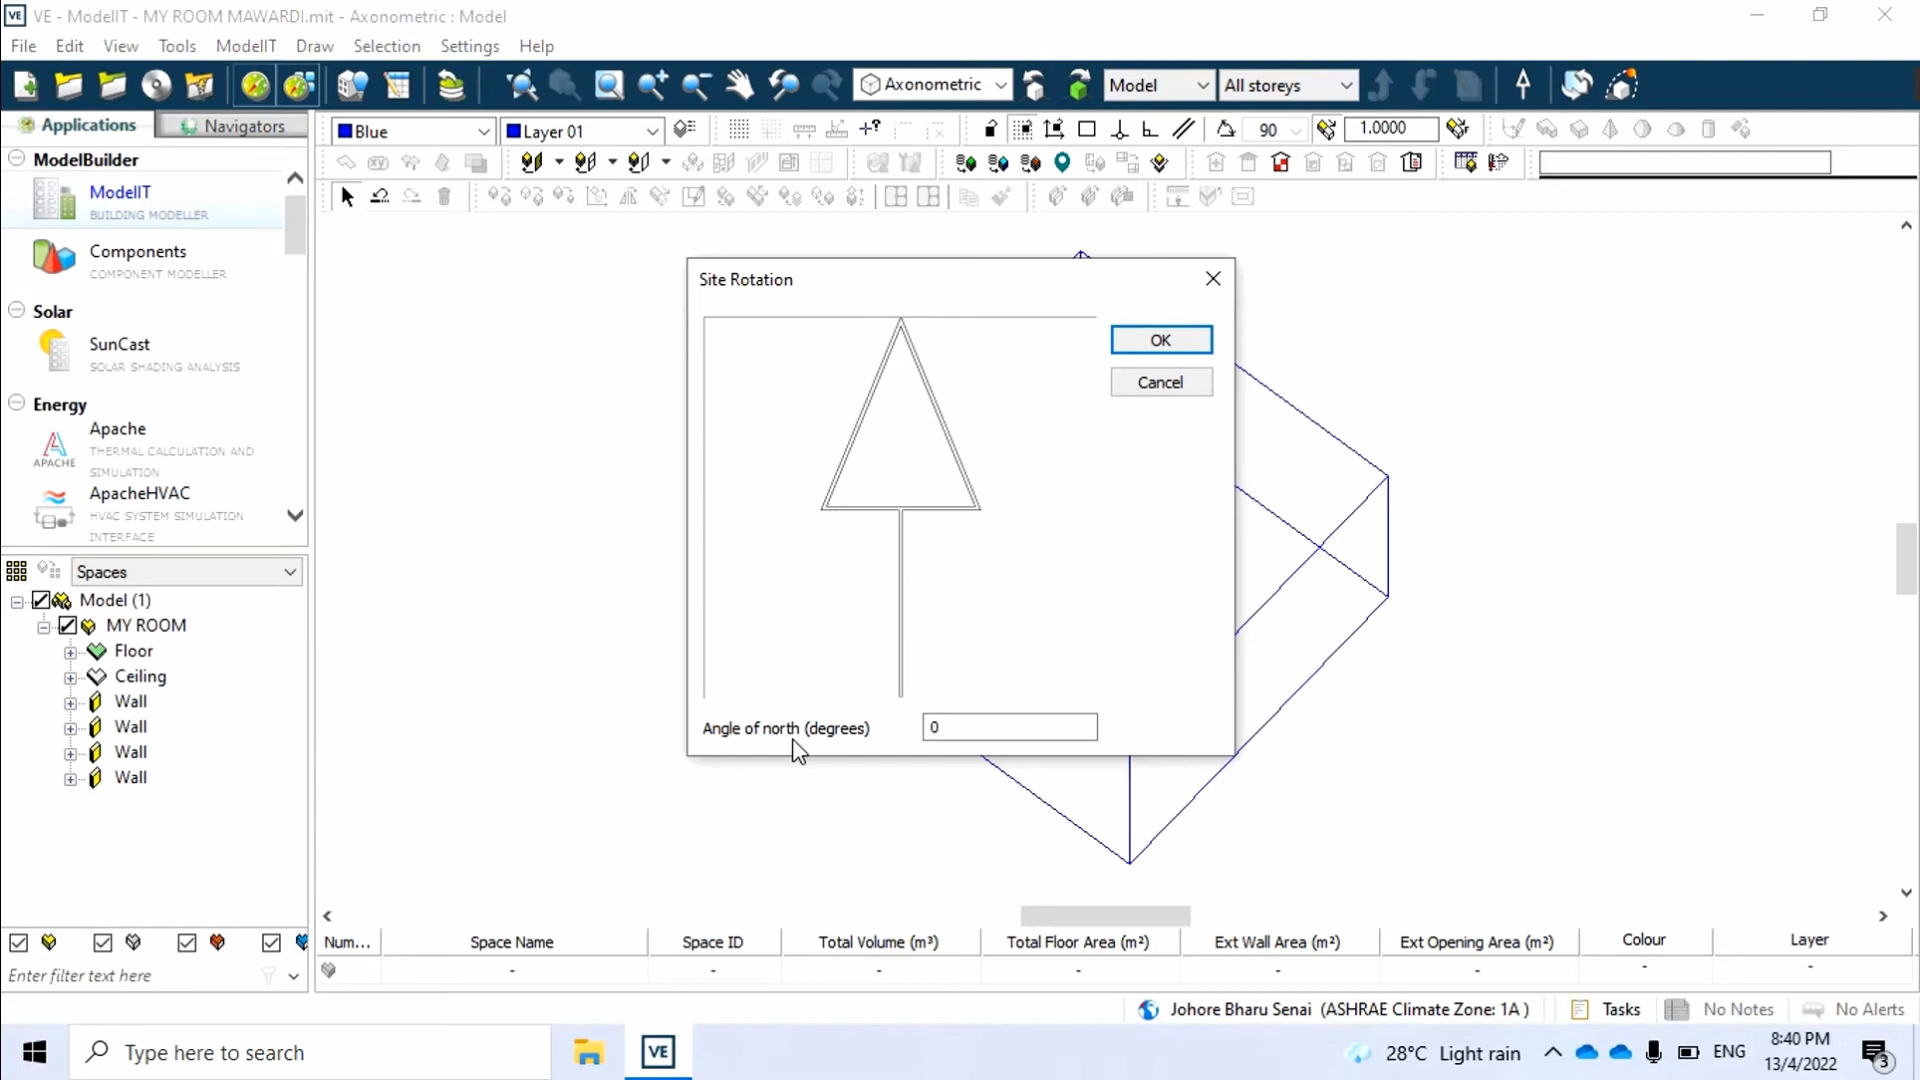 VE VE - ModelIT - MY ROOM MAWARDI.mit - Axonometric : Model
File Edit View Tools ModelIT Draw Selection Settings Help
Axonometric Model All storeys
Applications Navigators
Blue Layer 01 90 1.0000
ModelBuilder
ModelIT
BUILDING MODELLER
Components
COMPONENT MODELLER
Solar
SunCast
SOLAR SHADING ANALYSIS
Energy
Apache
APACHE
THERMAL CALCULATION AND
SIMULATION
ApacheHVAC
HVAC SYSTEM SIMULATION
INTERFACE
Spaces
Model (1)
MY ROOM
Floor
Ceiling
Wall
Wall
Wall
Wall
Enter filter text here
Site Rotation
OK
Cancel
Angle of north (degrees) 0
Num... Space Name Space ID Total Volume (m³) Total Floor Area (m²) Ext Wall Area (m²) Ext Opening Area (m²) Colour Layer
- - - - - - - -
Johore Bharu Senai (ASHRAE Climate Zone: 1A ) Tasks No Notes No Alerts
Type here to search VE 28°C Light rain ENG 8:40 PM
13/4/2022 3